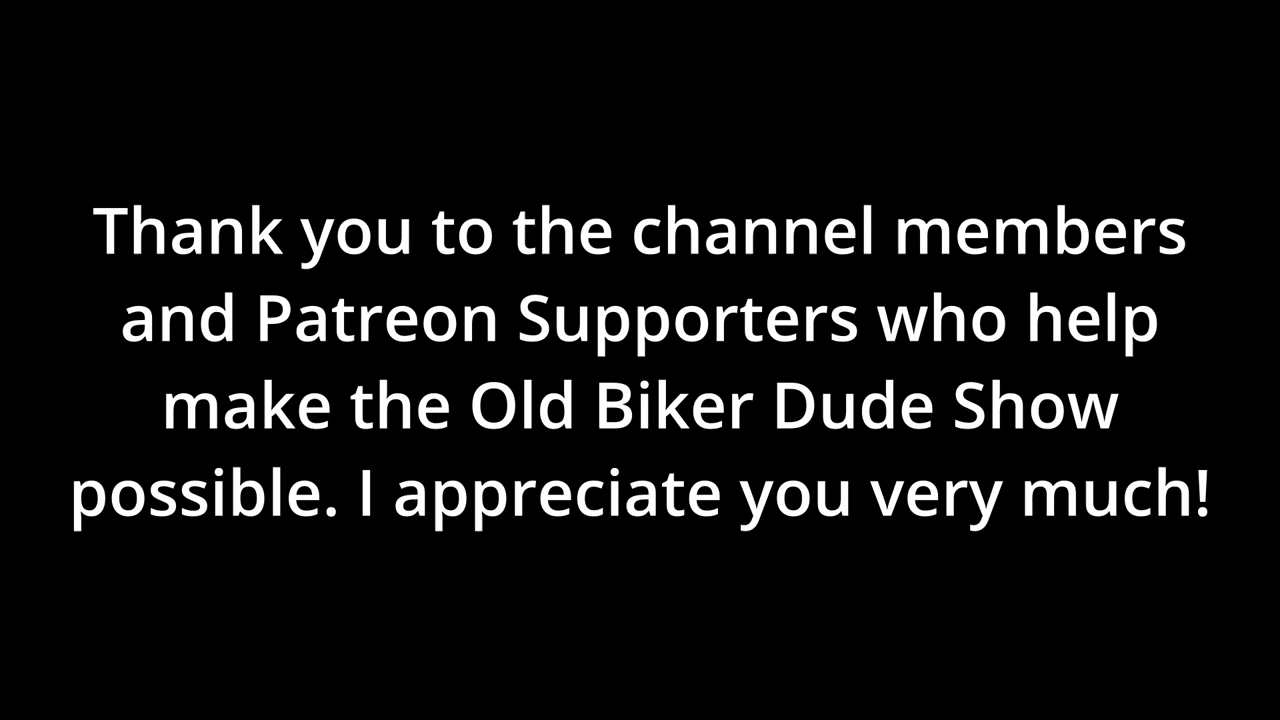 Thank you to the channel members
and Patreon Supporters who help
make the Old Biker Dude Show
possible. I appreciate you very much!